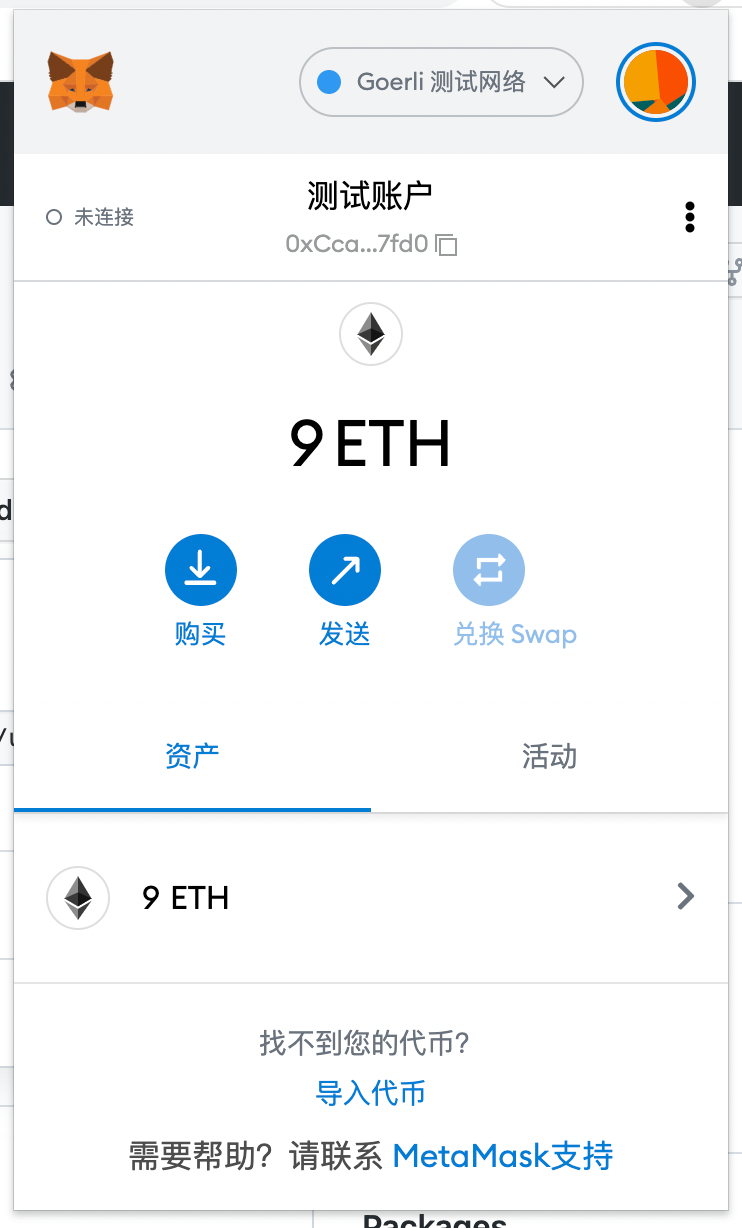 Goerli 测试网络
未连接
测试账户
0xCca...7fd0
9 ETH
购买
发送
兑换 Swap
资产
活动
9 ETH
找不到您的代币?
导入代币
需要帮助? 请联系 MetaMask支持
Packages